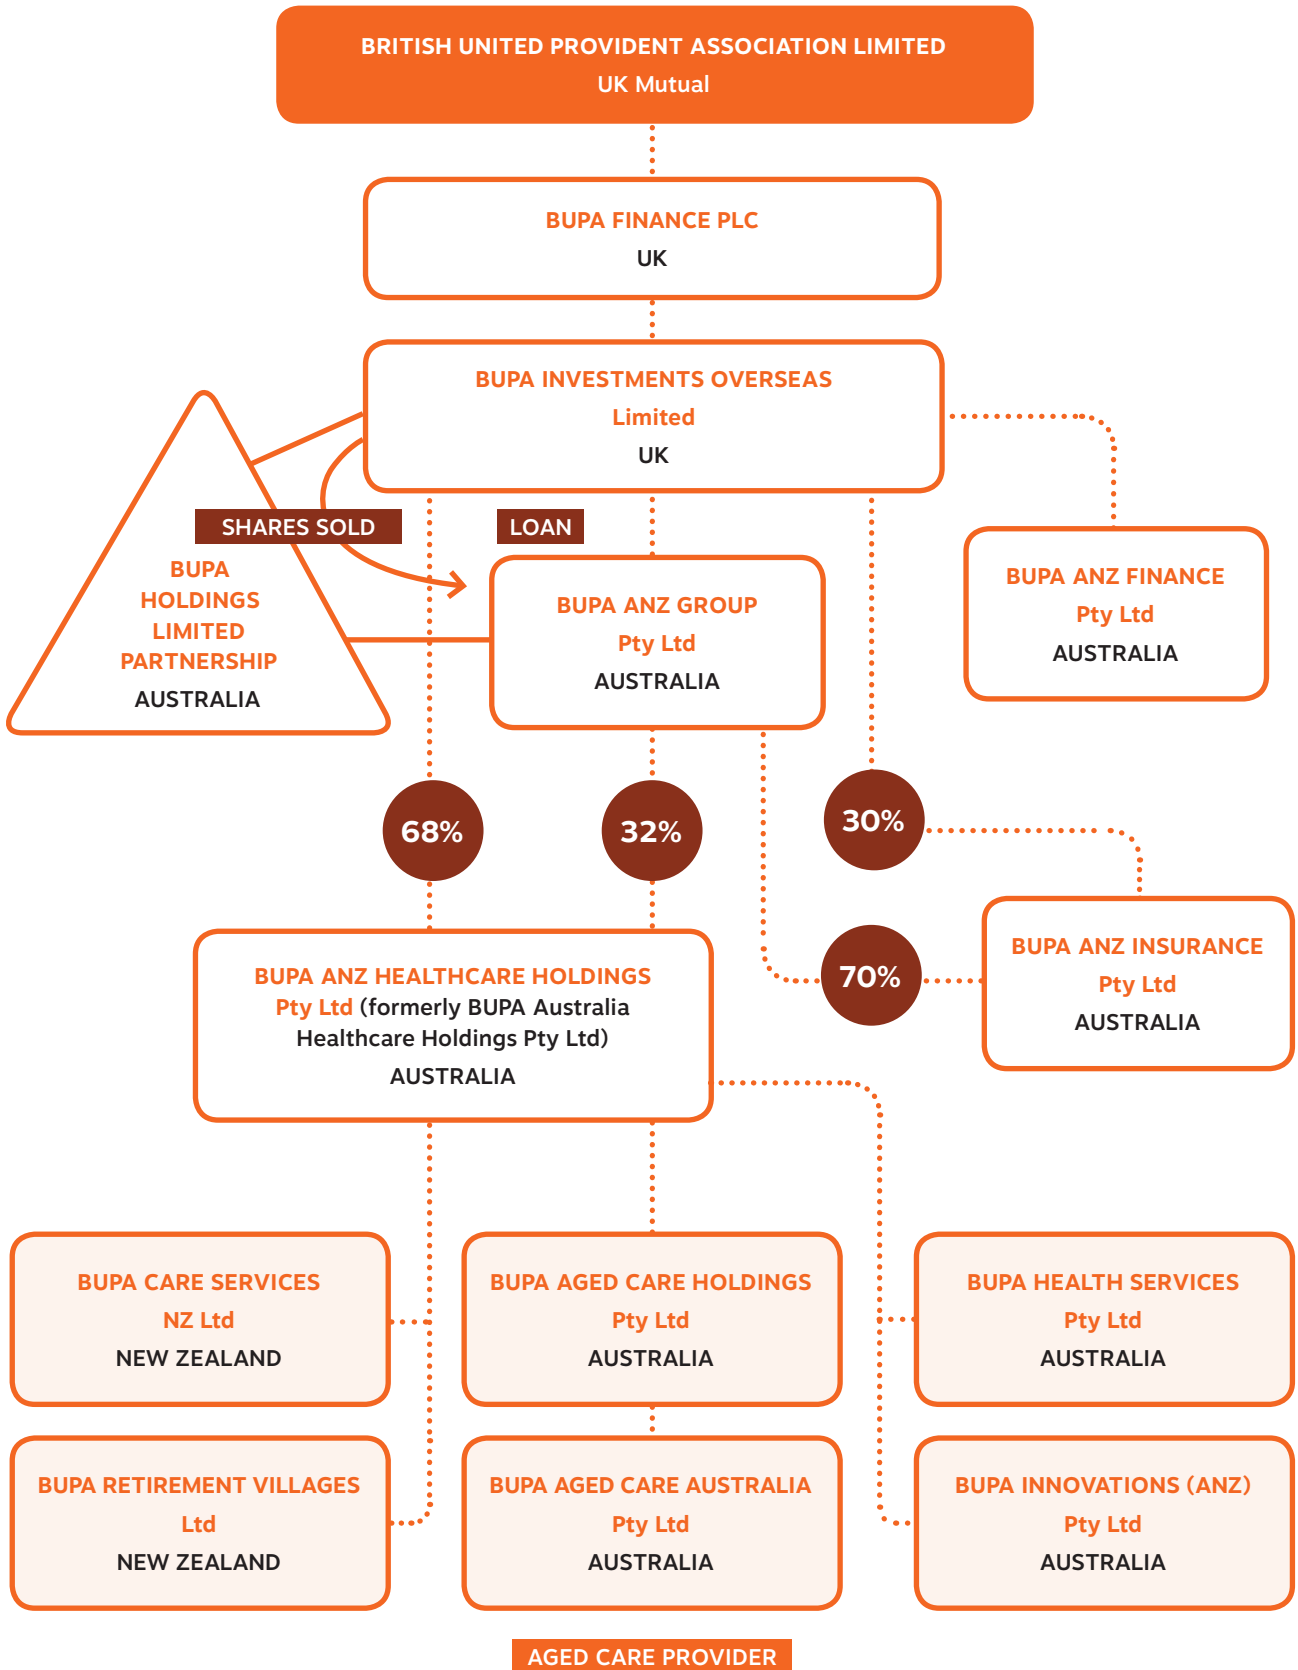 BRITISH UNITED PROVIDENT ASSOCIATION LIMITED
UK Mutual
BUPA FINANCE PLC
UK
BUPA INVESTMENTS OVERSEAS
Limited
UK
SHARES SOLD
LOAN
BUPA
HOLDINGS
LIMITED
PARTNERSHIP
AUSTRALIA
BUPA ANZ GROUP
Pty Ltd
AUSTRALIA
BUPA ANZ FINANCE
Pty Ltd
AUSTRALIA
68%
32%
30%
70%
BUPA ANZ HEALTHCARE HOLDINGS
Pty Ltd (formerly BUPA Australia
Healthcare Holdings Pty Ltd)
AUSTRALIA
BUPA ANZ INSURANCE
Pty Ltd
AUSTRALIA
BUPA CARE SERVICES
NZ Ltd
NEW ZEALAND
BUPA AGED CARE HOLDINGS
Pty Ltd
AUSTRALIA
BUPA HEALTH SERVICES
Pty Ltd
AUSTRALIA
BUPA RETIREMENT VILLAGES
Ltd
NEW ZEALAND
BUPA AGED CARE AUSTRALIA
Pty Ltd
AUSTRALIA
BUPA INNOVATIONS (ANZ)
Pty Ltd
AUSTRALIA
AGED CARE PROVIDER